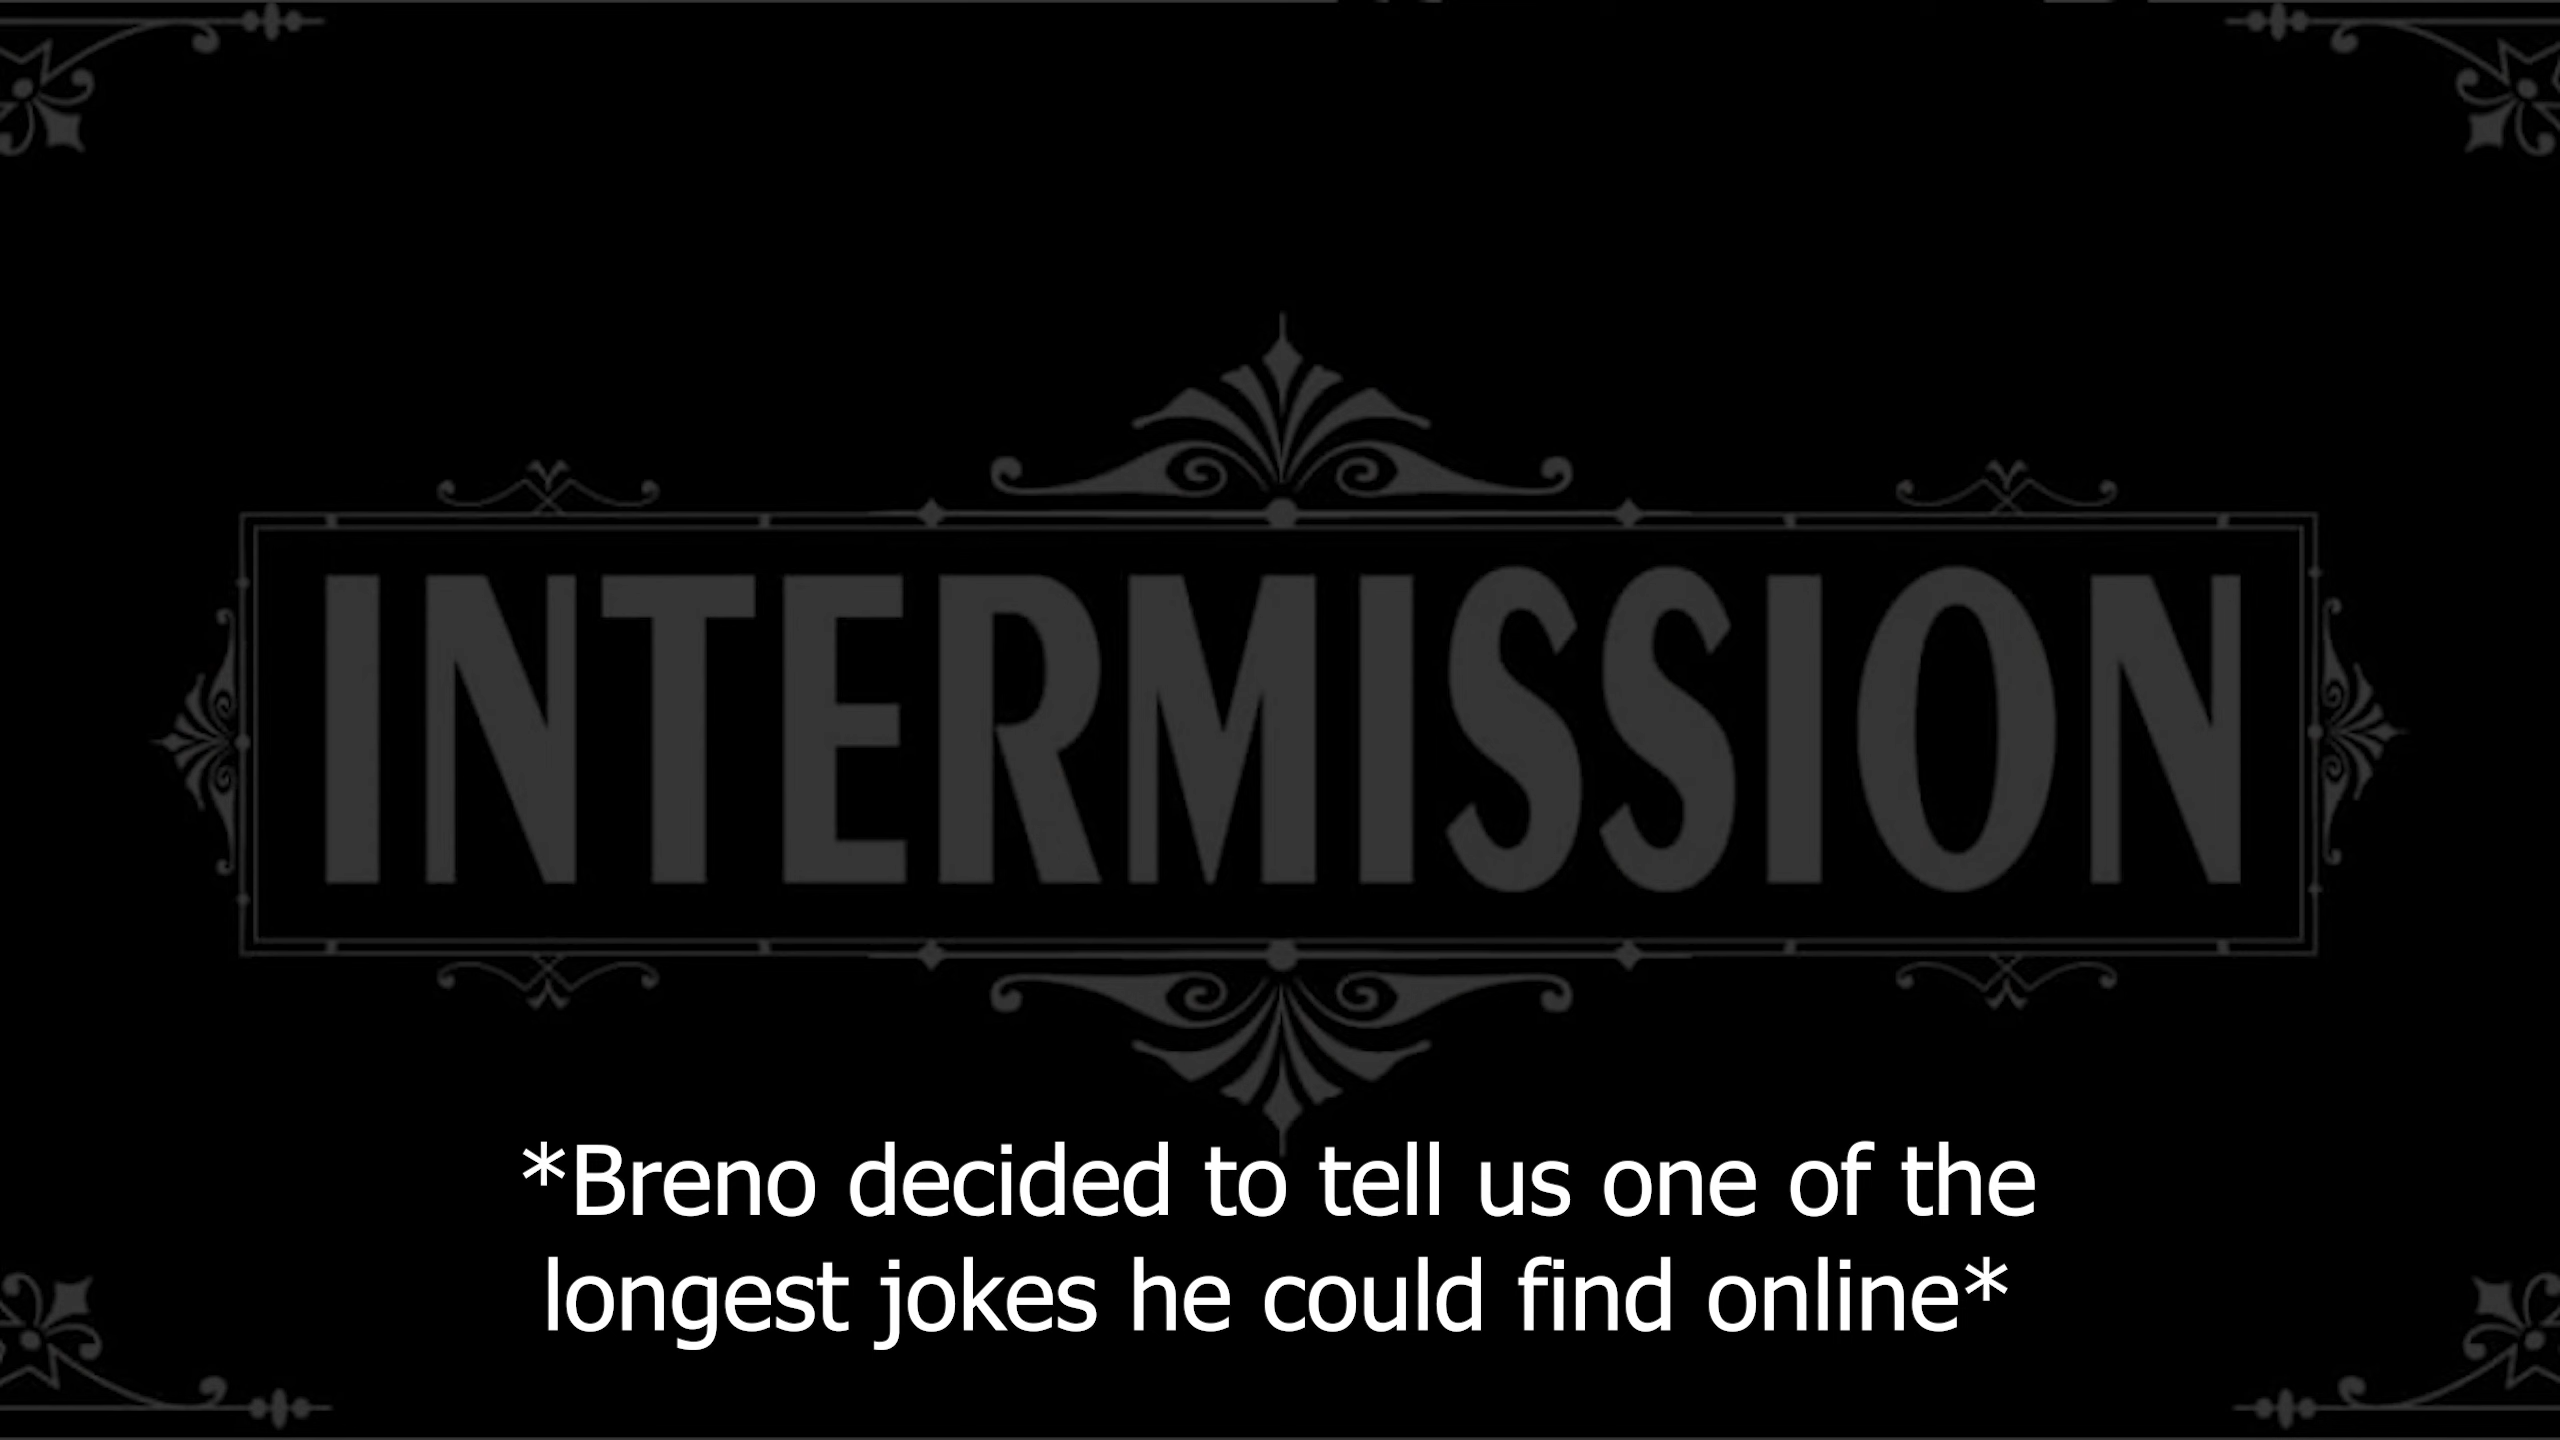 INTERMISSION
*Breno decided to tell us one of the
longest jokes he could find online*